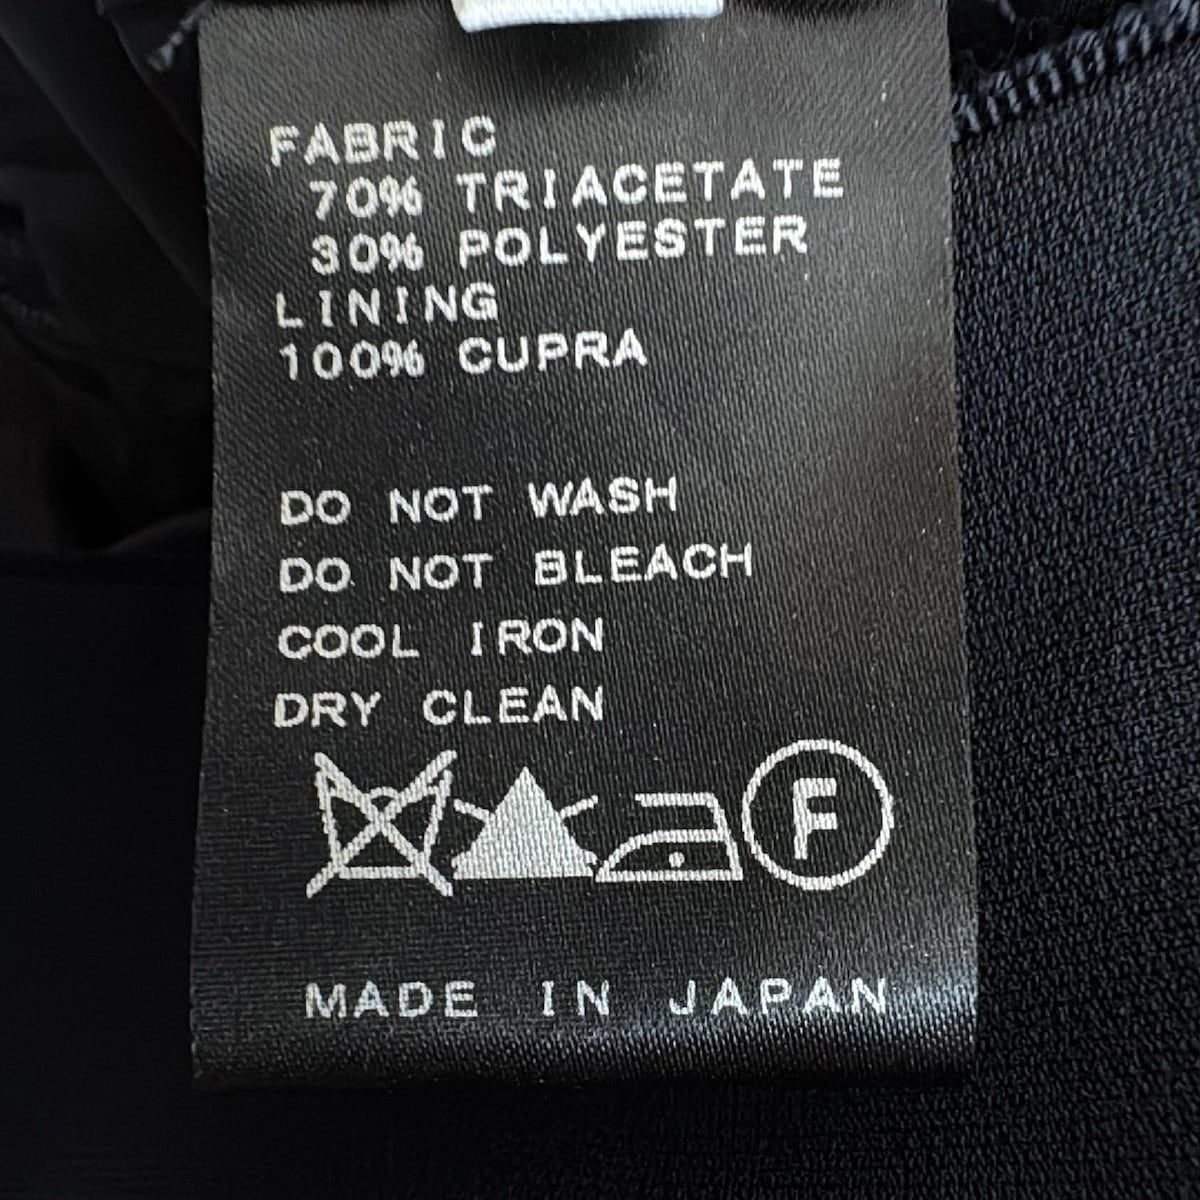 FABRIC
70% TRIACETATE
30% POLYESTER
LINING
100% CUPRA
DO NOT WASH
DO NOT BLEACH
COOL IRON
DRY CLEAN
F
MADE IN JAPAN